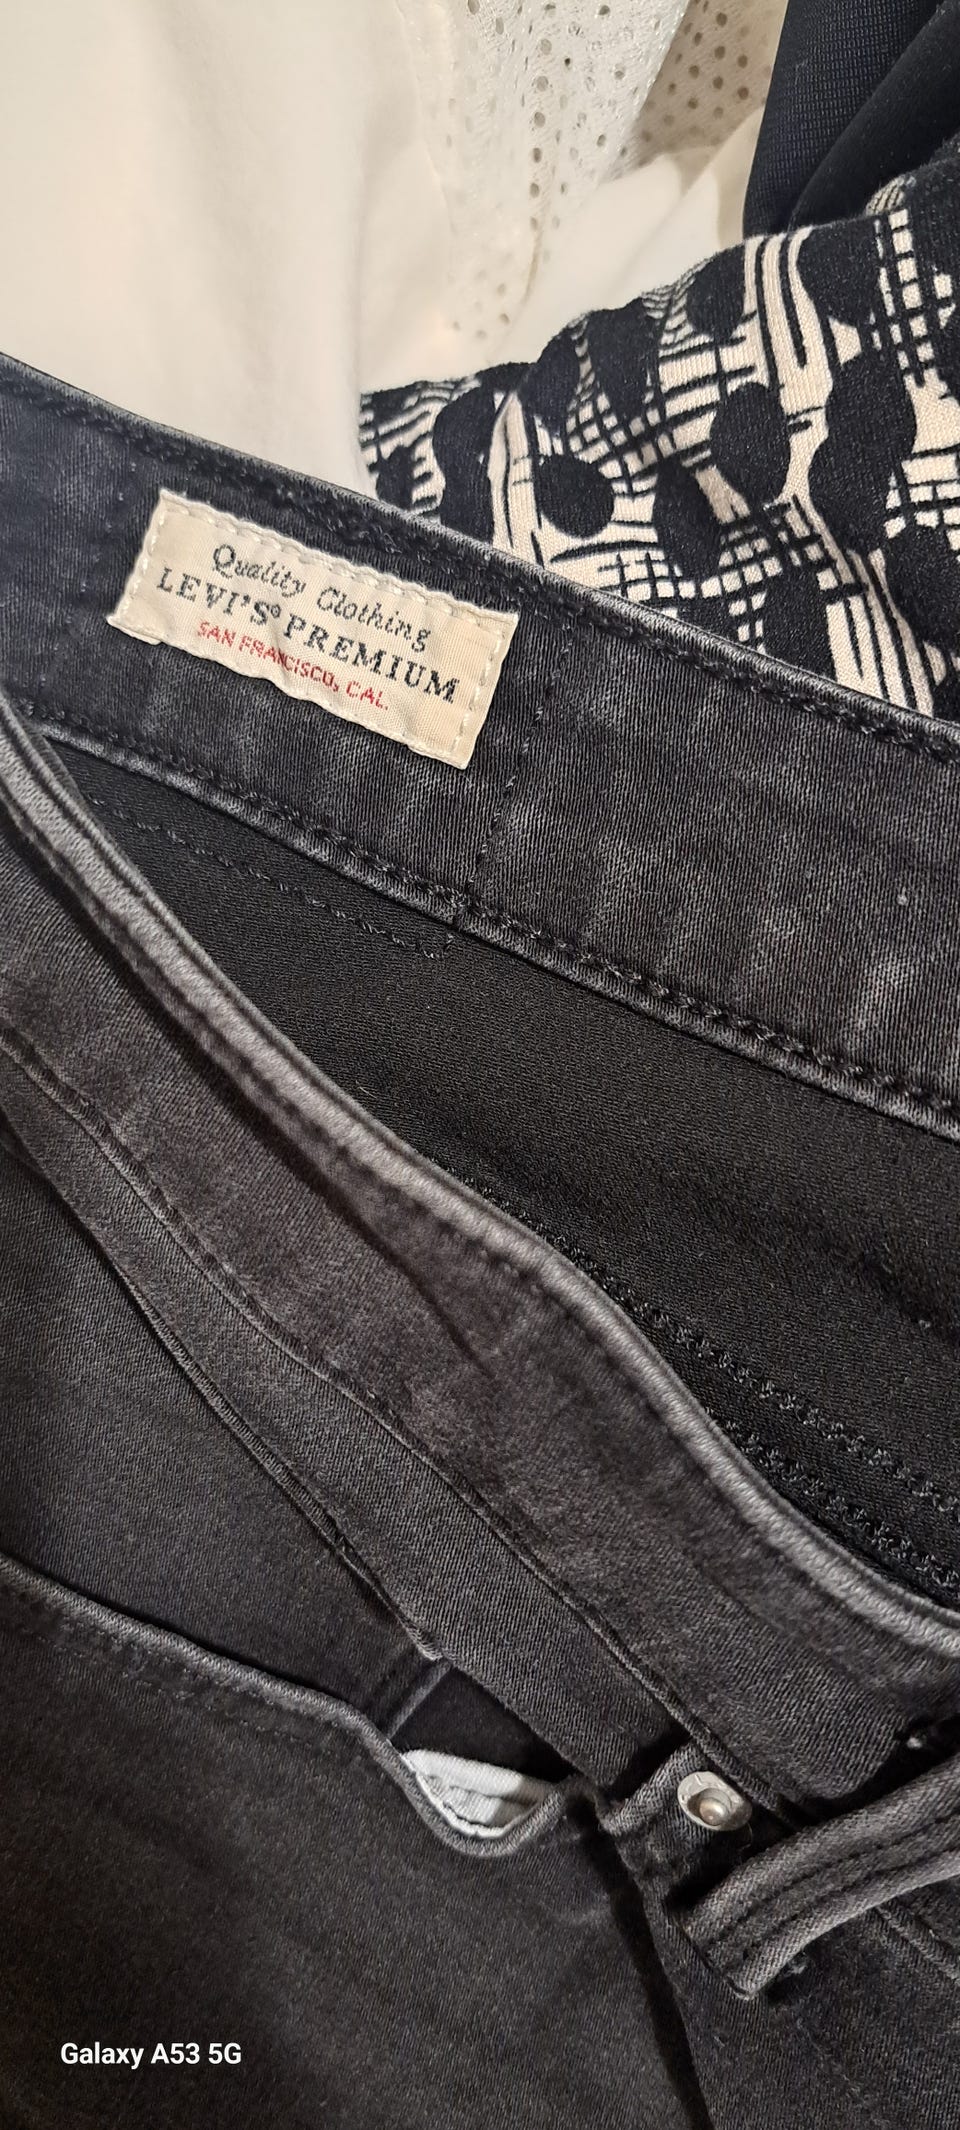 Quality Clothing
LEVI'S® PREMIUM
SAN FRANCISCO, CAL.
Galaxy A53 5G